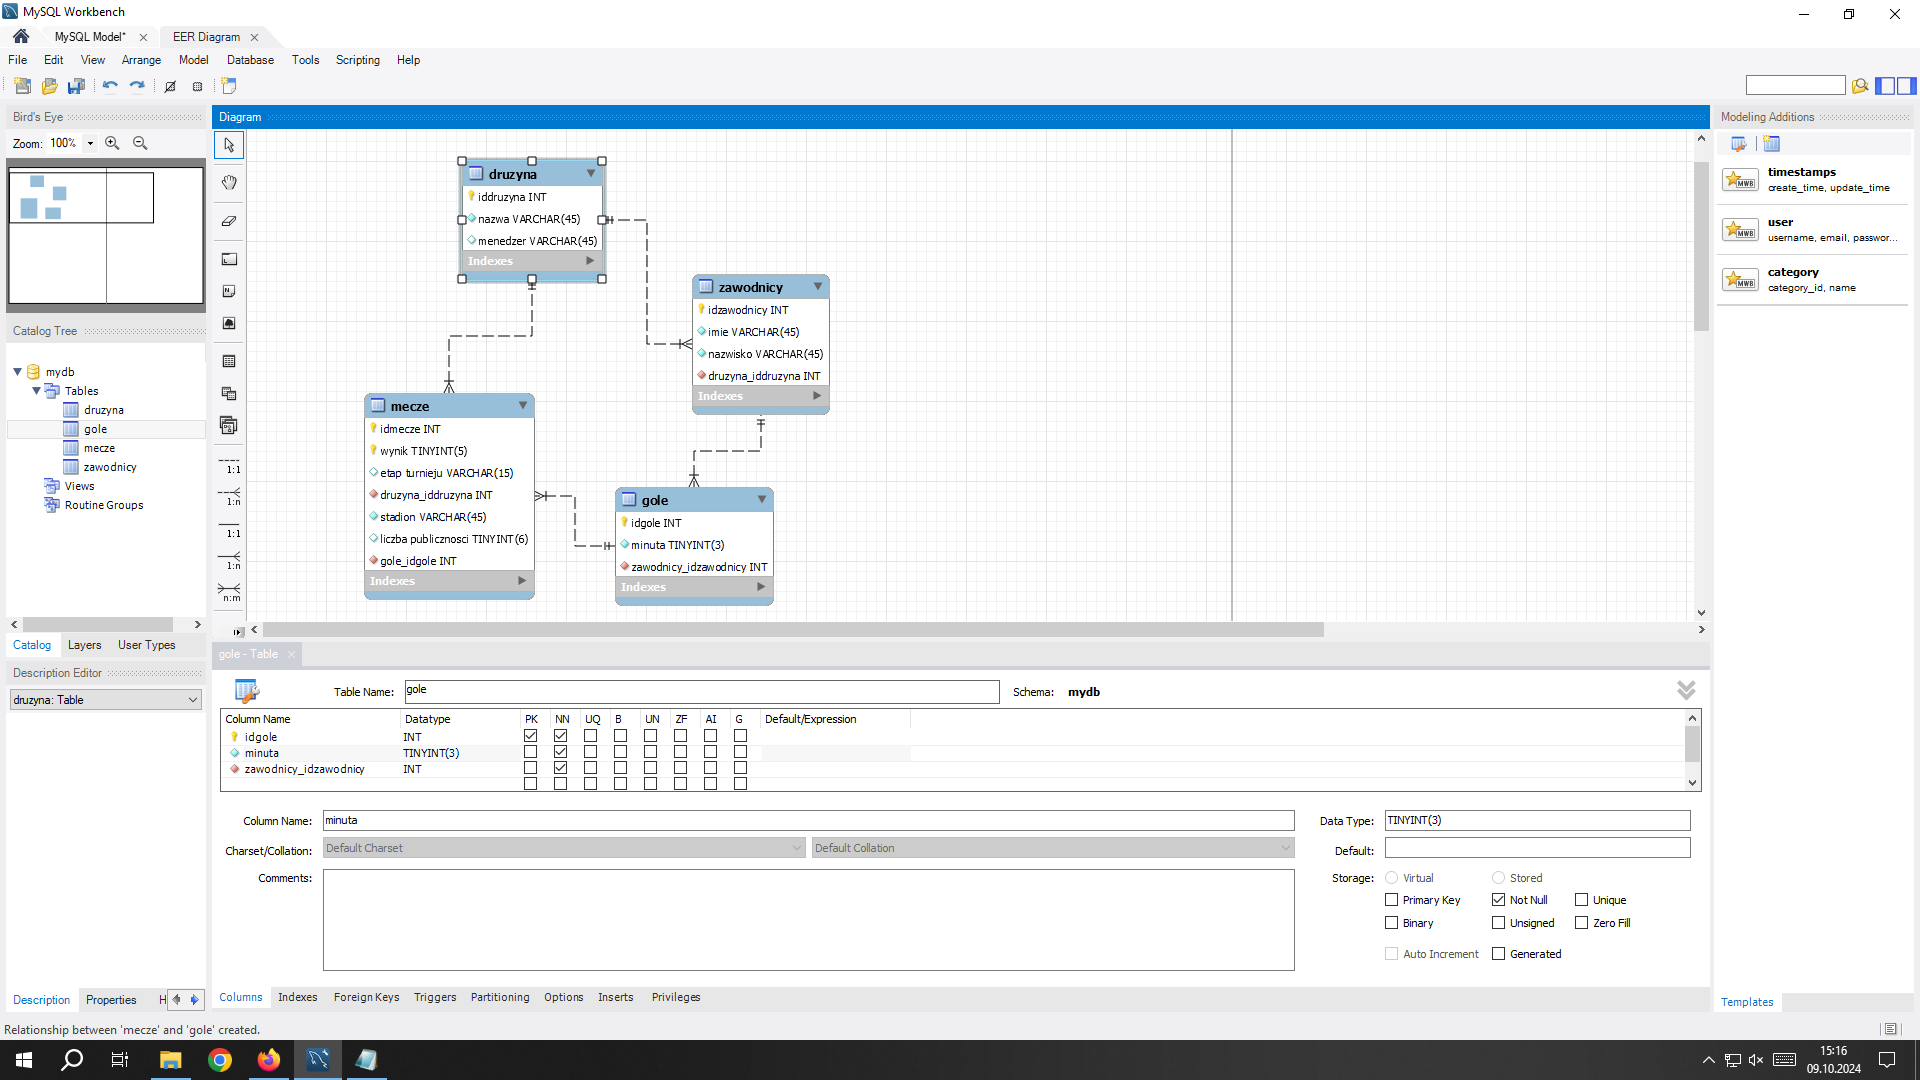 MySQL Workbench
MySQL Model*
EER Diagram
File Edit View Arrange Model Database Tools Scripting Help
Bird's Eye
Zoom: 100%
Catalog Tree
mydb
Tables
druzyna
gole
mecze
zawodnicy
Views
Routine Groups
Catalog Layers User Types
Description Editor
druzyna: Table
Description Properties H
Diagram
1:1
1:n
1:1
1:n
n:m
druzyna
iddruzyna INT
nazwa VARCHAR(45)
menedzer VARCHAR(45)
Indexes
zawodnicy
idzawodnicy INT
imie VARCHAR(45)
nazwisko VARCHAR(45)
druzyna_iddruzyna INT
Indexes
mecze
idmecze INT
wynik TINYINT(5)
etap turnieju VARCHAR(15)
druzyna_iddruzyna INT
stadion VARCHAR(45)
liczba publicznosci TINYINT(6)
gole_idgole INT
Indexes
gole
idgole INT
minuta TINYINT(3)
zawodnicy_idzawodnicy INT
Indexes
Modeling Additions
timestamps
create_time, update_time
user
username, email, passwor...
category
category_id, name
MWB
MWB
MWB
Templates
gole - Table
Table Name: gole Schema: mydb
Column Name Datatype PK NN UQ B UN ZF AI G Default/Expression
idgole INT
minuta TINYINT(3)
zawodnicy_idzawodnicy INT
Column Name: minuta Data Type: TINYINT(3)
Charset/Collation: Default Charset Default Collation Default:
Comments: Storage: Virtual Stored
Primary Key Not Null Unique
Binary Unsigned Zero Fill
Auto Increment Generated
Columns Indexes Foreign Keys Triggers Partitioning Options Inserts Privileges
Relationship between 'mecze' and 'gole' created.
15:16
09.10.2024